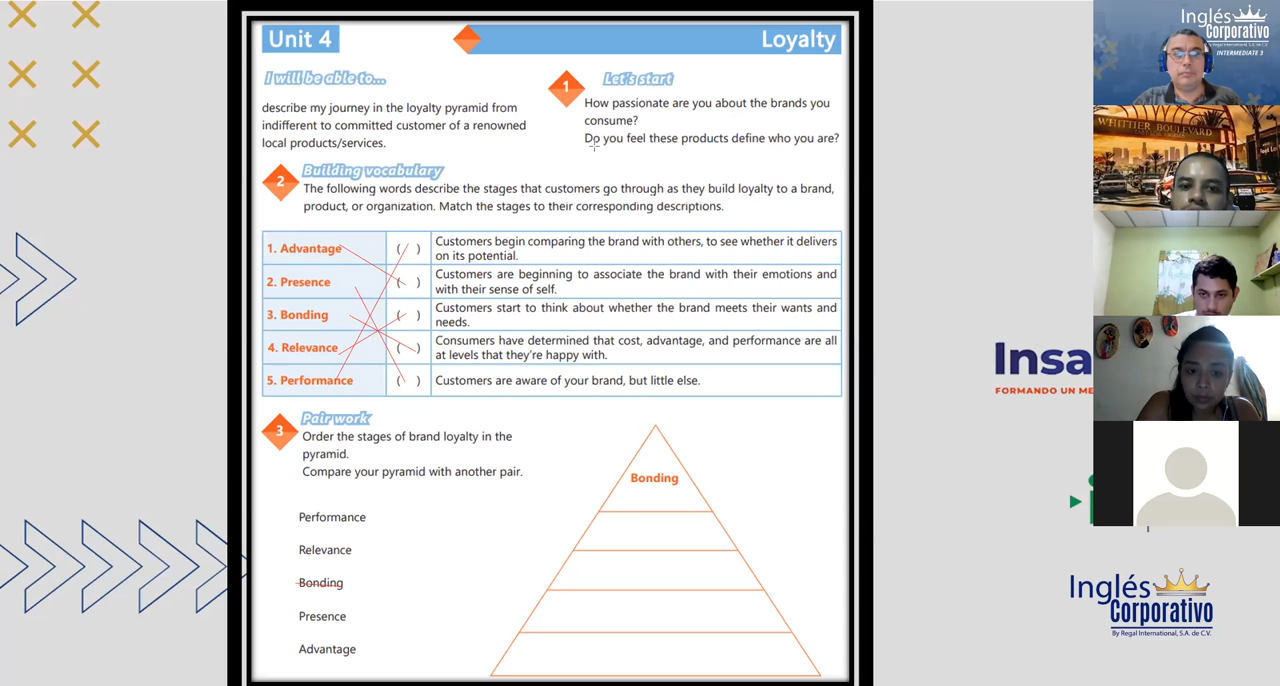 Unit 4
Loyalty
I will be able to...
describe my journey in the loyalty pyramid from
indifferent to committed customer of a renowned
local products/services.
1
Let's start
How passionate are you about the brands you
consume?
Do you feel these products define who you are?
2
Building vocabulary
The following words describe the stages that customers go through as they build loyalty to a brand,
product, or organization. Match the stages to their corresponding descriptions.
1. Advantage
( )
Customers begin comparing the brand with others, to see whether it delivers
on its potential.
2. Presence
( )
Customers are beginning to associate the brand with their emotions and
with their sense of self.
3. Bonding
( )
Customers start to think about whether the brand meets their wants and
needs.
4. Relevance
( )
Consumers have determined that cost, advantage, and performance are all
at levels that they're happy with.
5. Performance
( )
Customers are aware of your brand, but little else.
3
Pair work
Order the stages of brand loyalty in the
pyramid.
Compare your pyramid with another pair.
Performance
Relevance
Bonding
Presence
Advantage
Bonding
Insa
FORMANDO UN ME
Inglés
Corporativo
By Regal International, S.A. de C.V.
Inglés
Corporativo
By Regal International, S.A. de C.V.
INTERMEDIATE 3
WHITTIER BOULEVARD